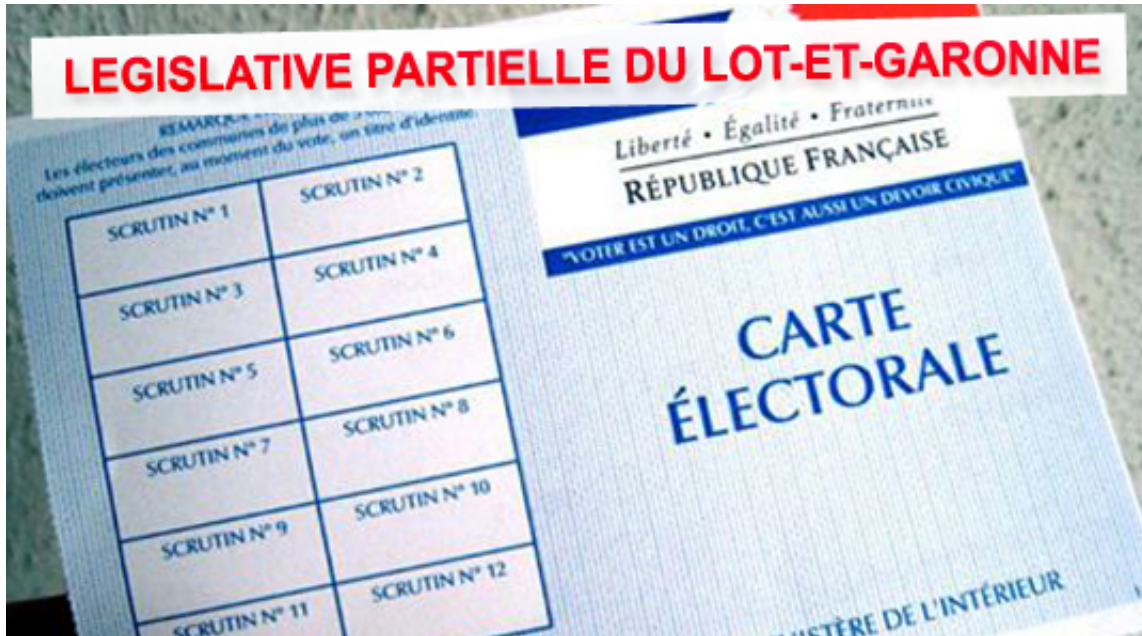 LEGISLATIVE PARTIELLE DU LOT-ET-GARONNE
REMARQUE
Les électeurs des communes de plus de
doivent présenter, au moment du vote, un titre d'identité.
SCRUTIN N° 1
SCRUTIN N° 2
SCRUTIN N° 3
SCRUTIN N° 4
SCRUTIN N° 5
SCRUTIN N° 6
SCRUTIN N° 7
SCRUTIN N° 8
SCRUTIN N° 9
SCRUTIN N° 10
SCRUTIN N° 11
SCRUTIN N° 12
Liberté • Égalité • Fraternité
RÉPUBLIQUE FRANÇAISE
"VOTER EST UN DROIT, C'EST AUSSI UN DEVOIR CIVIQUE"
CARTE
ÉLECTORALE
DE L'INTÉRIEUR